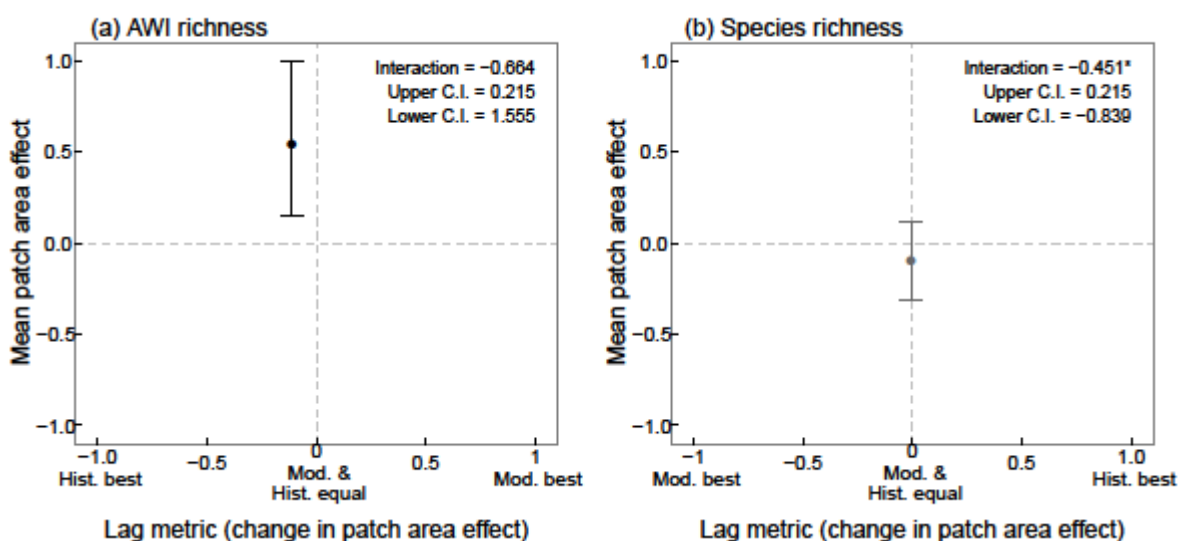 (a) AWI richness
Interaction = −0.664
Upper C.I. = 0.215
Lower C.I. = 1.555
Mean patch area effect
1.0
0.5
0.0
−0.5
−1.0
−1.0
−0.5
0
0.5
1
Hist. best
Mod. &
Hist. equal
Mod. best
Lag metric (change in patch area effect)
(b) Species richness
Interaction = −0.451*
Upper C.I. = 0.215
Lower C.I. = −0.839
Mean patch area effect
1.0
0.5
0.0
−0.5
−1.0
−1
−0.5
0
0.5
1.0
Mod. best
Mod. &
Hist. equal
Hist. best
Lag metric (change in patch area effect)